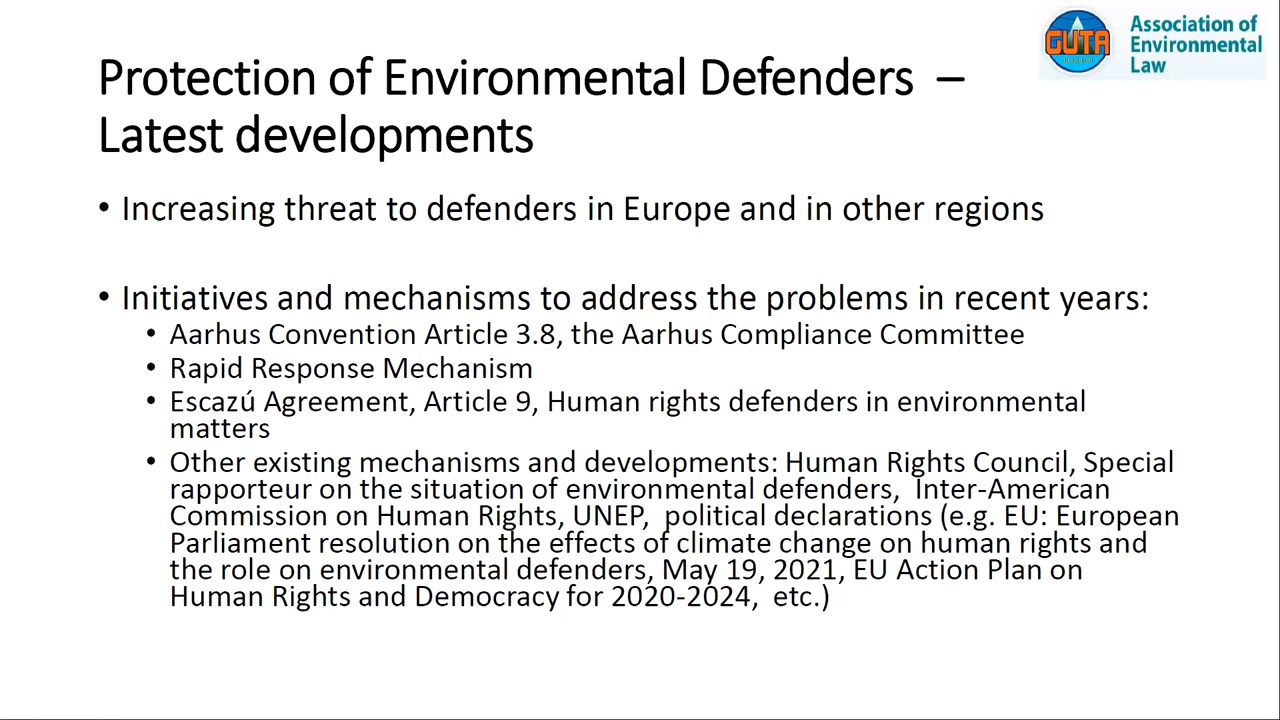 GUTA
Association of
Environmental
Law
Protection of Environmental Defenders –
Latest developments
• Increasing threat to defenders in Europe and in other regions
• Initiatives and mechanisms to address the problems in recent years:
• Aarhus Convention Article 3.8, the Aarhus Compliance Committee
• Rapid Response Mechanism
• Escazú Agreement, Article 9, Human rights defenders in environmental
matters
• Other existing mechanisms and developments: Human Rights Council, Special
rapporteur on the situation of environmental defenders, Inter-American
Commission on Human Rights, UNEP, political declarations (e.g. EU: European
Parliament resolution on the effects of climate change on human rights and
the role on environmental defenders, May 19, 2021, EU Action Plan on
Human Rights and Democracy for 2020-2024, etc.)